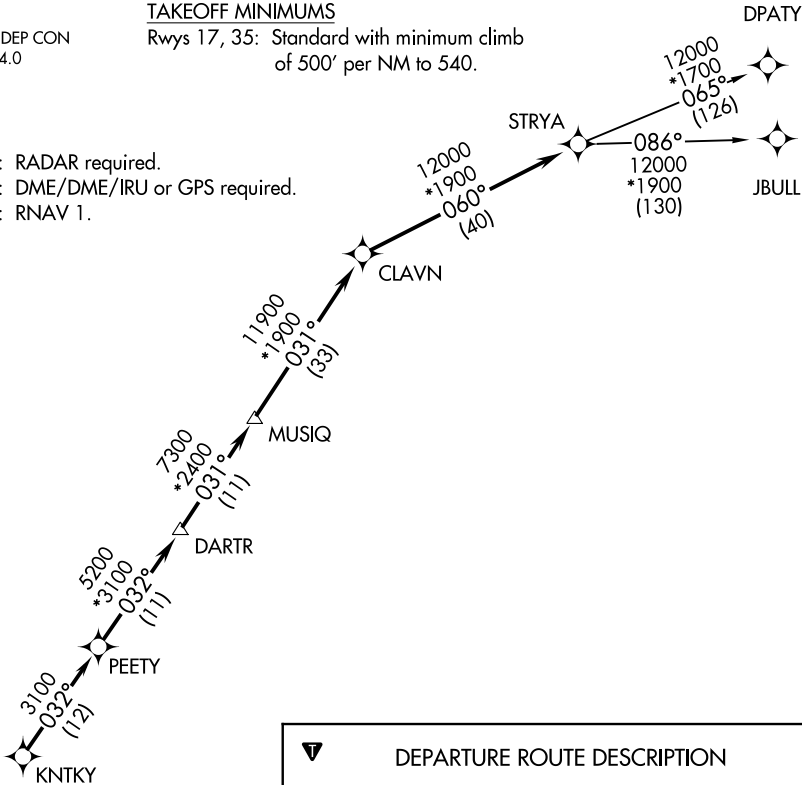 TAKEOFF MINIMUMS
Rwys 17, 35: Standard with minimum climb
of 500' per NM to 540.
DEP CON
4.0
: RADAR required.
: DME/DME/IRU or GPS required.
: RNAV 1.
DPATY
12000
*1700
065°
(126)
STRYA
086°
12000
*1900
(130)
JBULL
12000
*1900
060°
(40)
CLAVN
11900
*1900
031°
(33)
MUSIQ
7300
*2400
031°
(11)
DARTR
5200
*3100
032°
(11)
PEETY
3100
032°
(12)
KNTKY
T
DEPARTURE ROUTE DESCRIPTION